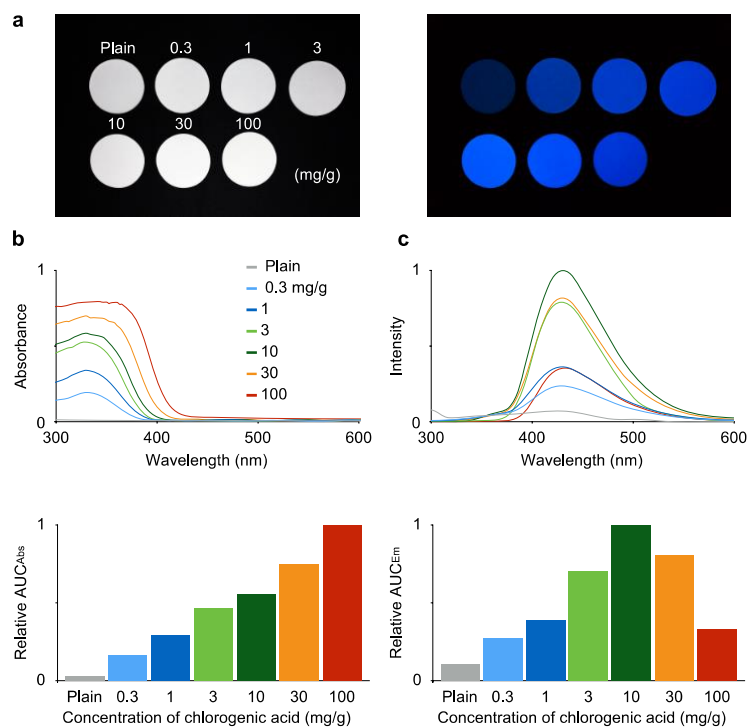 a
Plain 0.3 1 3
10 30 100
(mg/g)
b
1
Absorbance
0
300 400 500 600
Wavelength (nm)
Plain
0.3 mg/g
1
3
10
30
100
c
1
Intensity
0
300 400 500 600
Wavelength (nm)
1
Relative AUCAbs
0
Plain 0.3 1 3 10 30 100
Concentration of chlorogenic acid (mg/g)
1
Relative AUCEm
0
Plain 0.3 1 3 10 30 100
Concentration of chlorogenic acid (mg/g)